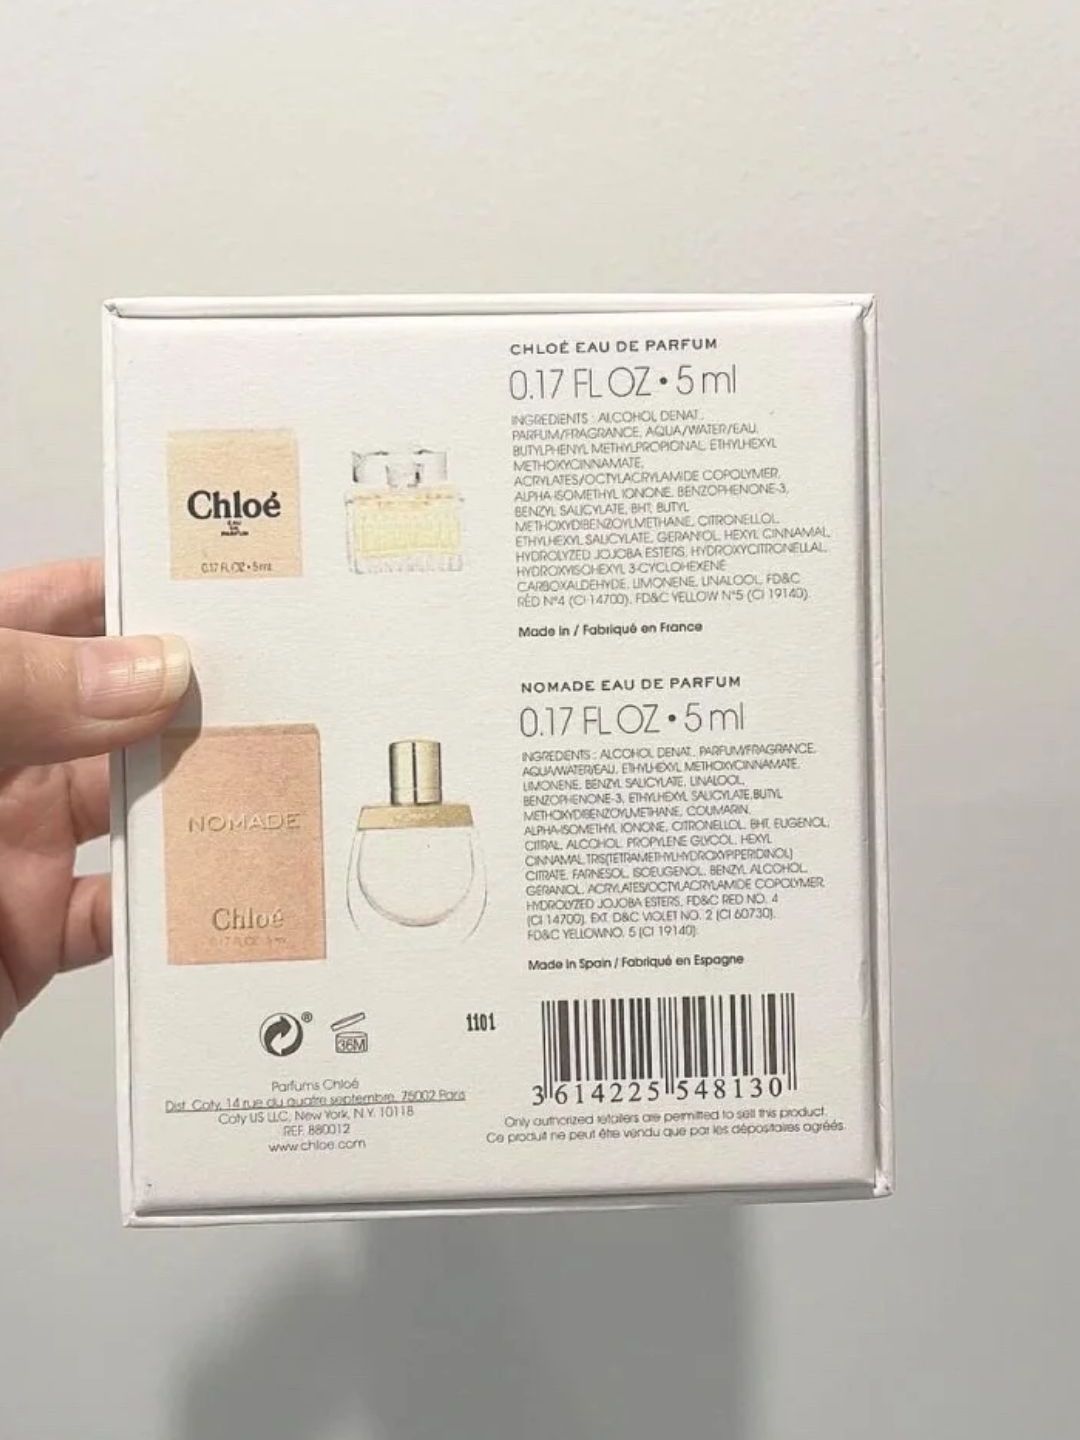 CHLOÉ EAU DE PARFUM
0.17 FL OZ • 5 ml
INGREDIENTS : ALCOHOL DENAT.,
PARFUM/FRAGRANCE, AQUA/WATER/EAU,
BUTYLPHENYL METHYLPROPIONAL, ETHYLHEXYL
METHOXYCINNAMATE,
ACRYLATES/OCTYLACRYLAMIDE COPOLYMER,
ALPHA-ISOMETHYL IONONE, BENZOPHENONE-3,
BENZYL SALICYLATE, BHT, BUTYL
METHOXYDIBENZOYLMETHANE, CITRONELLOL,
ETHYLHEXYL SALICYLATE, GERANIOL, HEXYL CINNAMAL,
HYDROLYZED JOJOBA ESTERS, HYDROXYCITRONELLAL,
HYDROXYISOHEXYL 3-CYCLOHEXENE
CARBOXALDEHYDE, LIMONENE, LINALOOL, FD&C
RED N°4 (CI 14700), FD&C YELLOW N°5 (CI 19140).
Made in / Fabriqué en France
Chloé
EAU
DE
PARFUM
0.17 FL OZ • 5 ml
NOMADE EAU DE PARFUM
0.17 FL OZ • 5 ml
INGREDIENTS : ALCOHOL DENAT., PARFUM/FRAGRANCE,
AQUA/WATER/EAU, ETHYLHEXYL METHOXYCINNAMATE,
LIMONENE, BENZYL SALICYLATE, LINALOOL,
BENZOPHENONE-3, ETHYLHEXYL SALICYLATE,BUTYL
METHOXYDIBENZOYLMETHANE, COUMARIN,
ALPHA-ISOMETHYL IONONE, CITRONELLOL, BHT, EUGENOL,
CITRAL, ALCOHOL, PROPYLENE GLYCOL, HEXYL
CINNAMAL, TRIS(TETRAMETHYLHYDROXYPIPERIDINOL)
CITRATE, FARNESOL, ISOEUGENOL, BENZYL ALCOHOL,
GERANIOL, ACRYLATES/OCTYLACRYLAMIDE COPOLYMER,
HYDROLYZED JOJOBA ESTERS, FD&C RED NO. 4
(CI 14700), EXT. D&C VIOLET NO. 2 (CI 60730),
FD&C YELLOWNO. 5 (CI 19140).
Made in Spain / Fabriqué en Espagne
NOMADE
Chloé
0.17 FL OZ • 5 ml
36M
1101
Parfums Chloé
Dist. Coty, 14 rue du quatre septembre, 75002 Paris
Coty US LLC, New York, N.Y. 10118
REF. 880012
www.chloe.com
3 614225 548130
Only authorized retailers are permitted to sell this product.
Ce produit ne peut être vendu que par les dépositaires agréés.